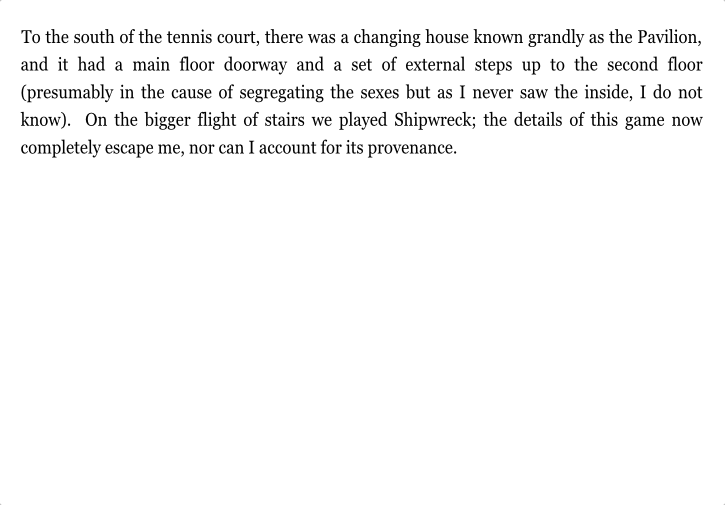 To the south of the tennis court, there was a changing house known grandly as the Pavilion,
and it had a main floor doorway and a set of external steps up to the second floor
(presumably in the cause of segregating the sexes but as I never saw the inside, I do not
know).  On the bigger flight of stairs we played Shipwreck; the details of this game now
completely escape me, nor can I account for its provenance.